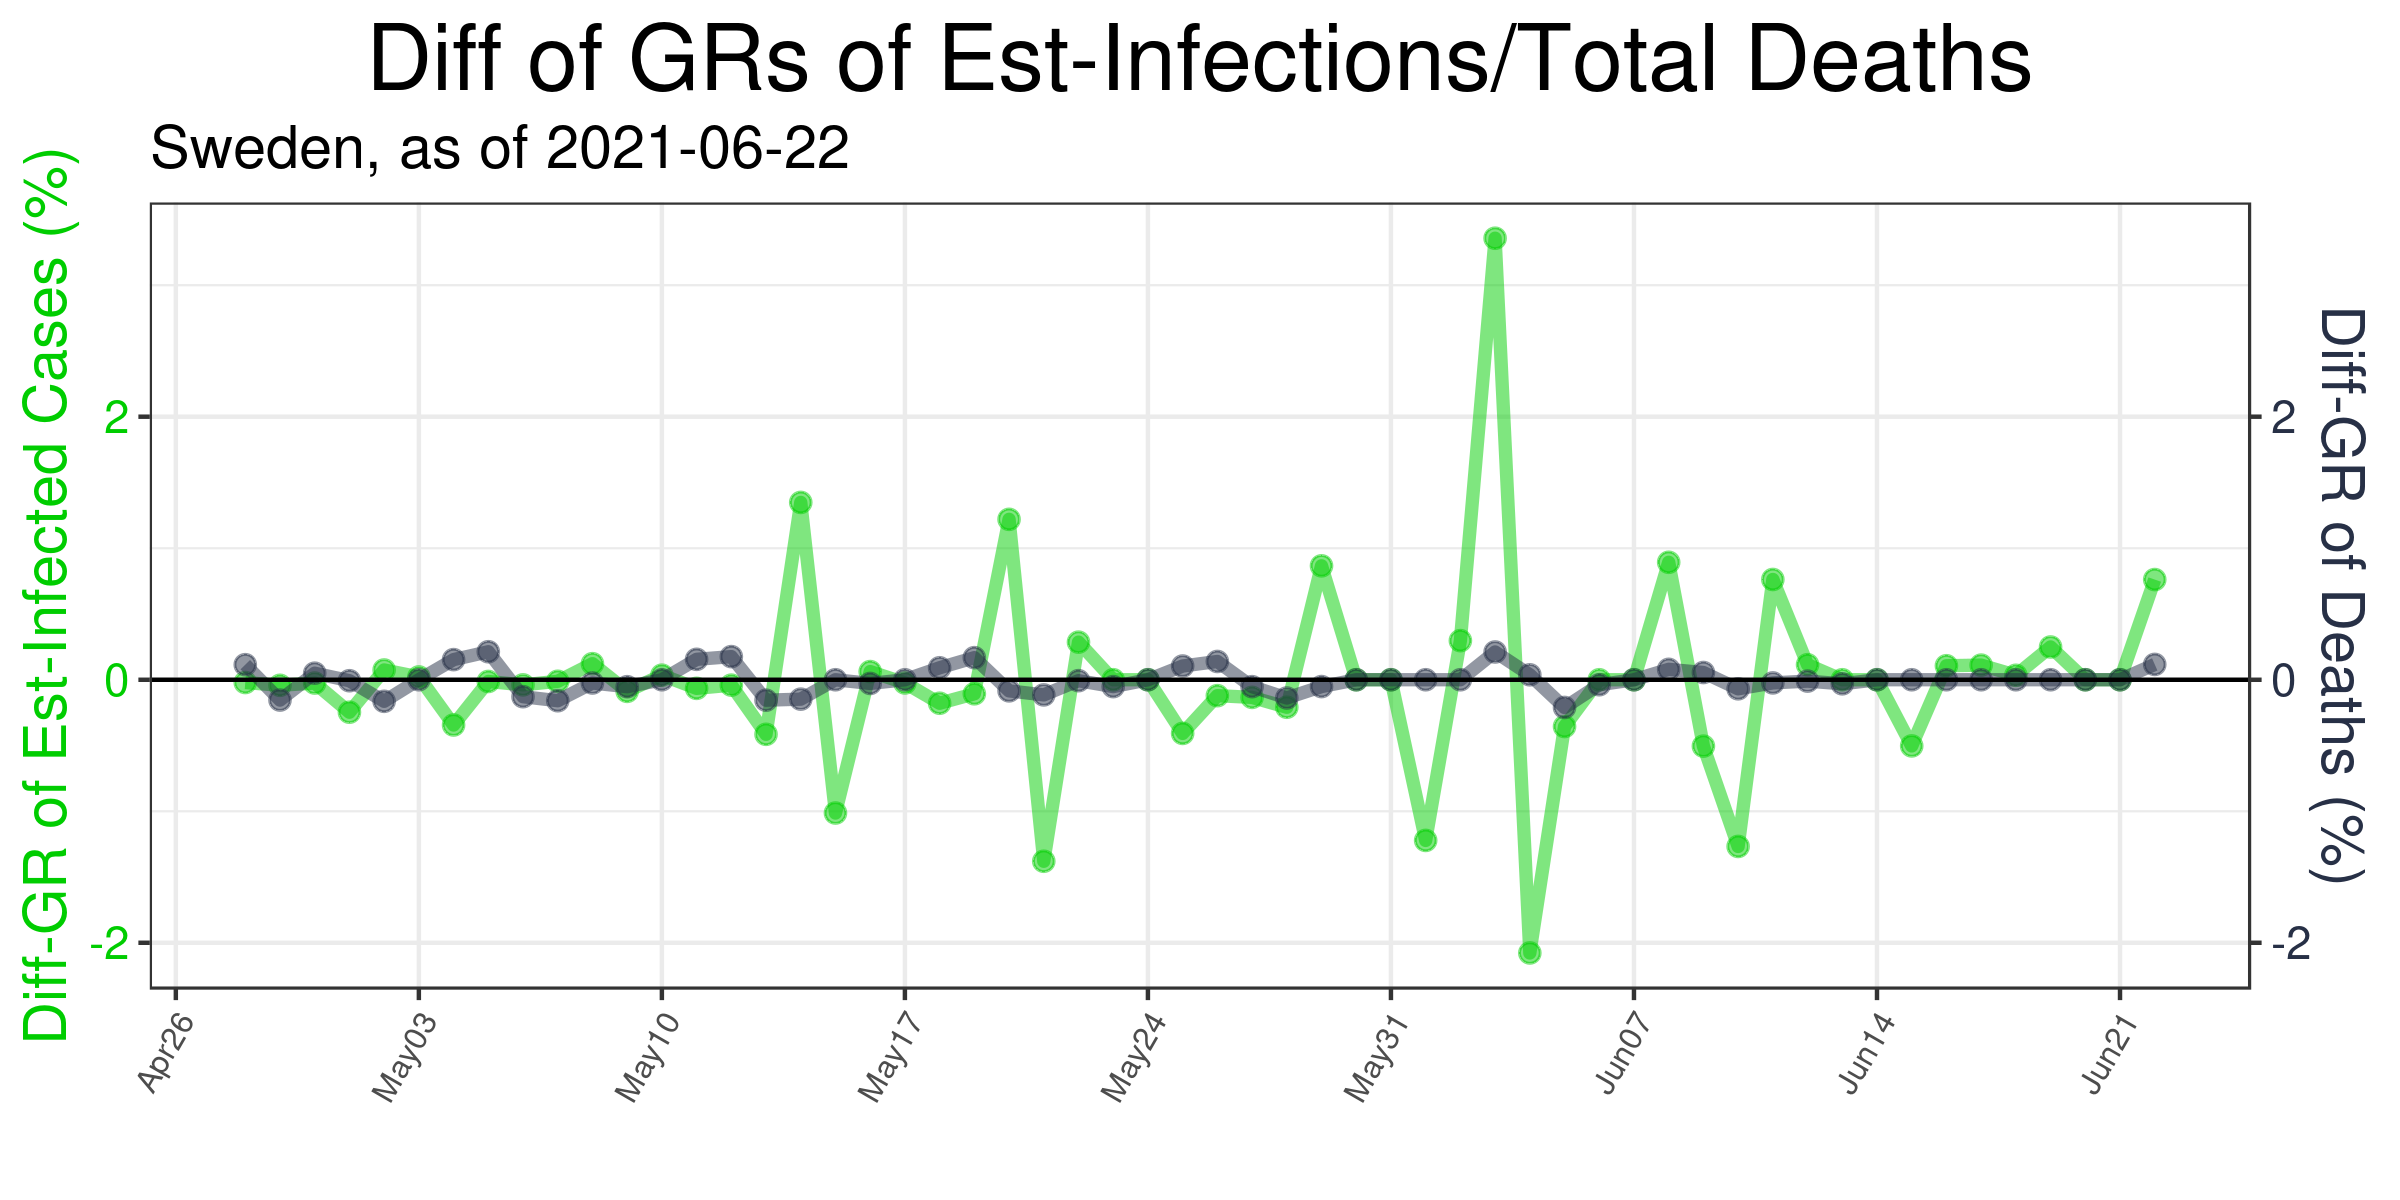 Diff of GRs of Est-Infections/Total Deaths
Sweden, as of 2021-06-22
Diff-GR of Est-Infected Cases (%)
2
0
-2
2
0
-2
Diff-GR of Deaths (%)
Apr26
May03
May10
May17
May24
May31
Jun07
Jun14
Jun21